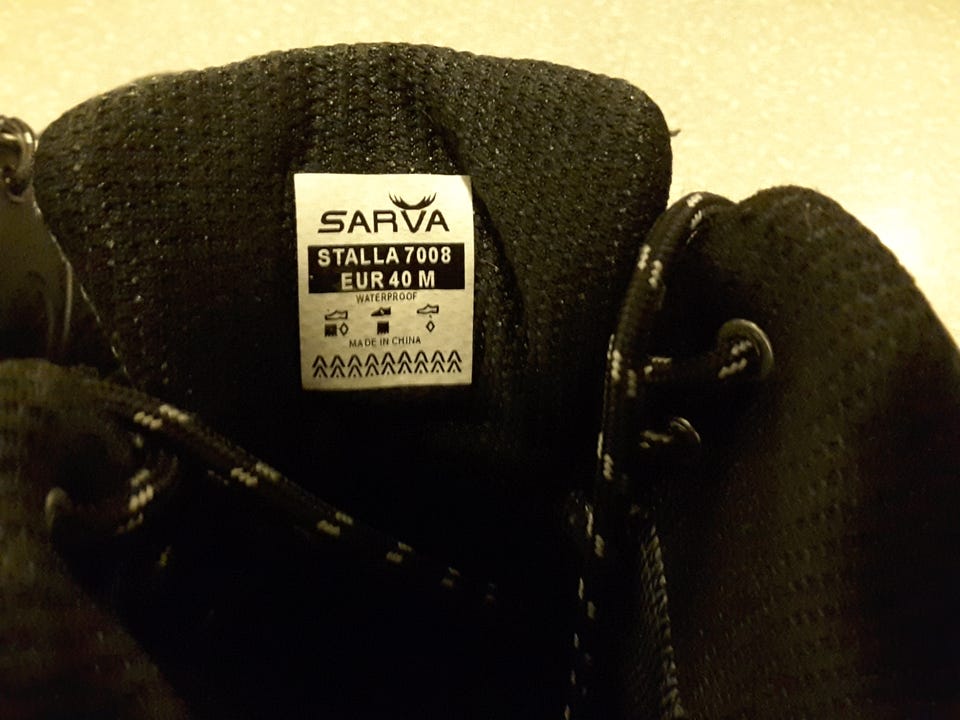 SARVA
STALLA 7008
EUR 40 M
WATERPROOF
MADE IN CHINA